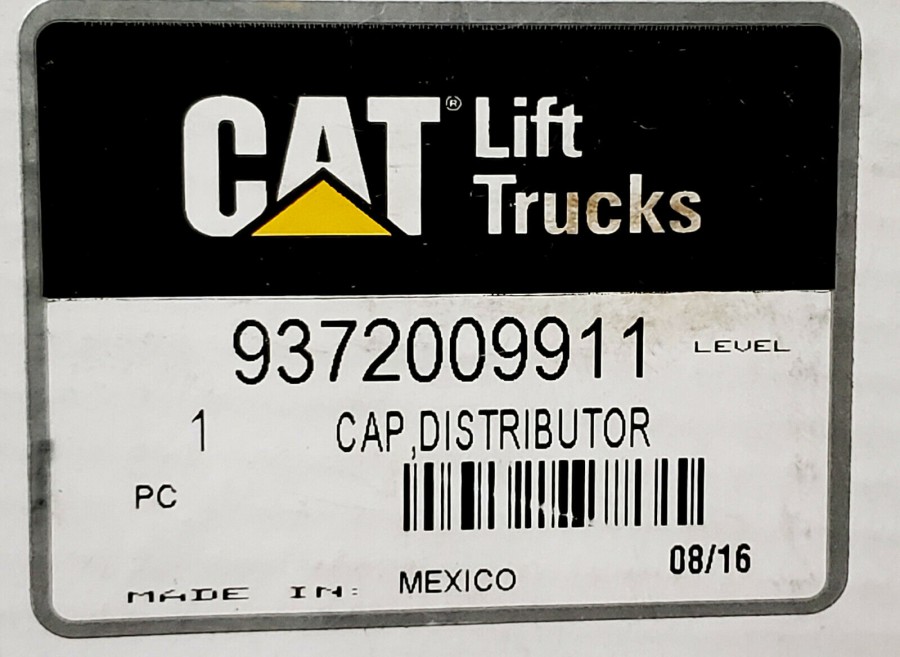 CAT® Lift
Trucks
9372009911 LEVEL
1 CAP,DISTRIBUTOR
PC
08/16
MADE IN: MEXICO